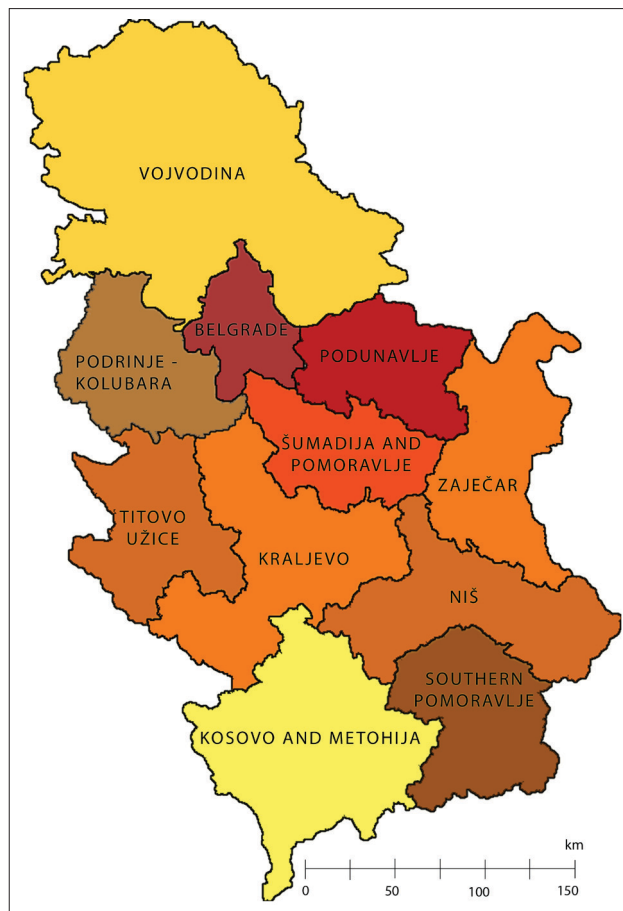 VOJVODINA
BELGRADE
PODUNAVLJE
PODRINJE -
KOLUBARA
ŠUMADIJA AND
POMORAVLJE
ZAJEČAR
ŠTITOVO
UŽICE
KRALJEVO
NIŠ
SOUTHERN
POMORAVLJE
KOSOVO AND METOHIJA
km
0 50 100 150